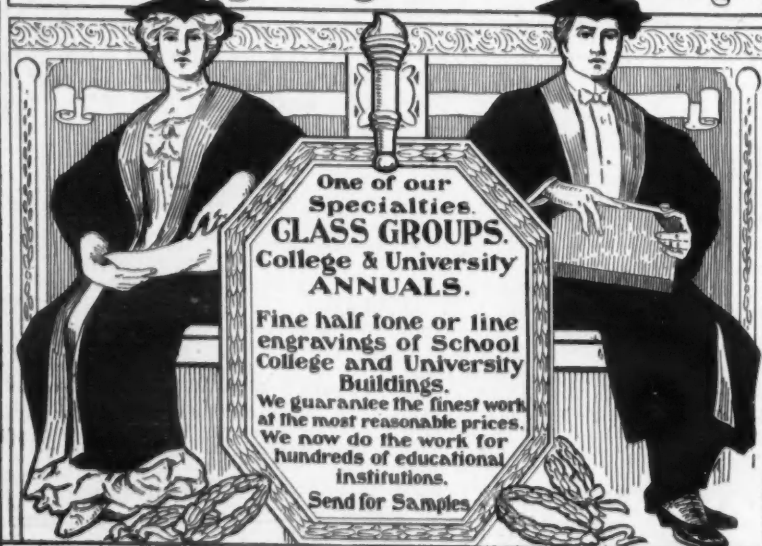 One of our
Specialties.
CLASS GROUPS.
College & University
ANNUALS.
Fine half tone or line
engravings of School
College and University
Buildings.
We guarantee the finest work
at the most reasonable prices.
We now do the work for
hundreds of educational
institutions.
Send for Samples